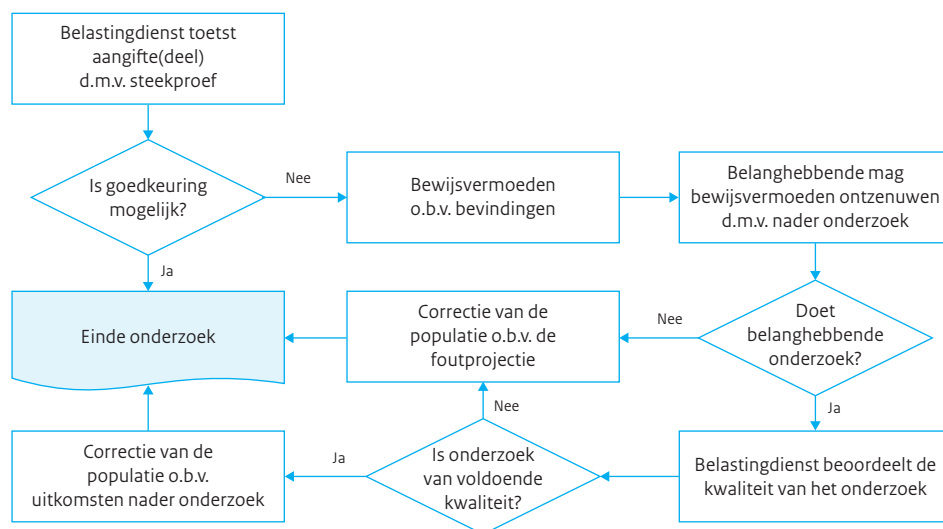 Belastingdienst toetst
aangifte(deel)
d.m.v. steekproef
Is goedkeuring
mogelijk?
Nee
Bewijsvermoeden
o.b.v. bevindingen
Belanghebbende mag
bewijsvermoeden ontzenuwen
d.m.v. nader onderzoek
Ja
Einde onderzoek
Correctie van de
populatie o.b.v. de
foutprojectie
Nee
Doet
belanghebbende
onderzoek?
Nee
Ja
Correctie van de
populatie o.b.v.
uitkomsten nader onderzoek
Ja
Is onderzoek
van voldoende
kwaliteit?
Belastingdienst beoordeelt de
kwaliteit van het onderzoek